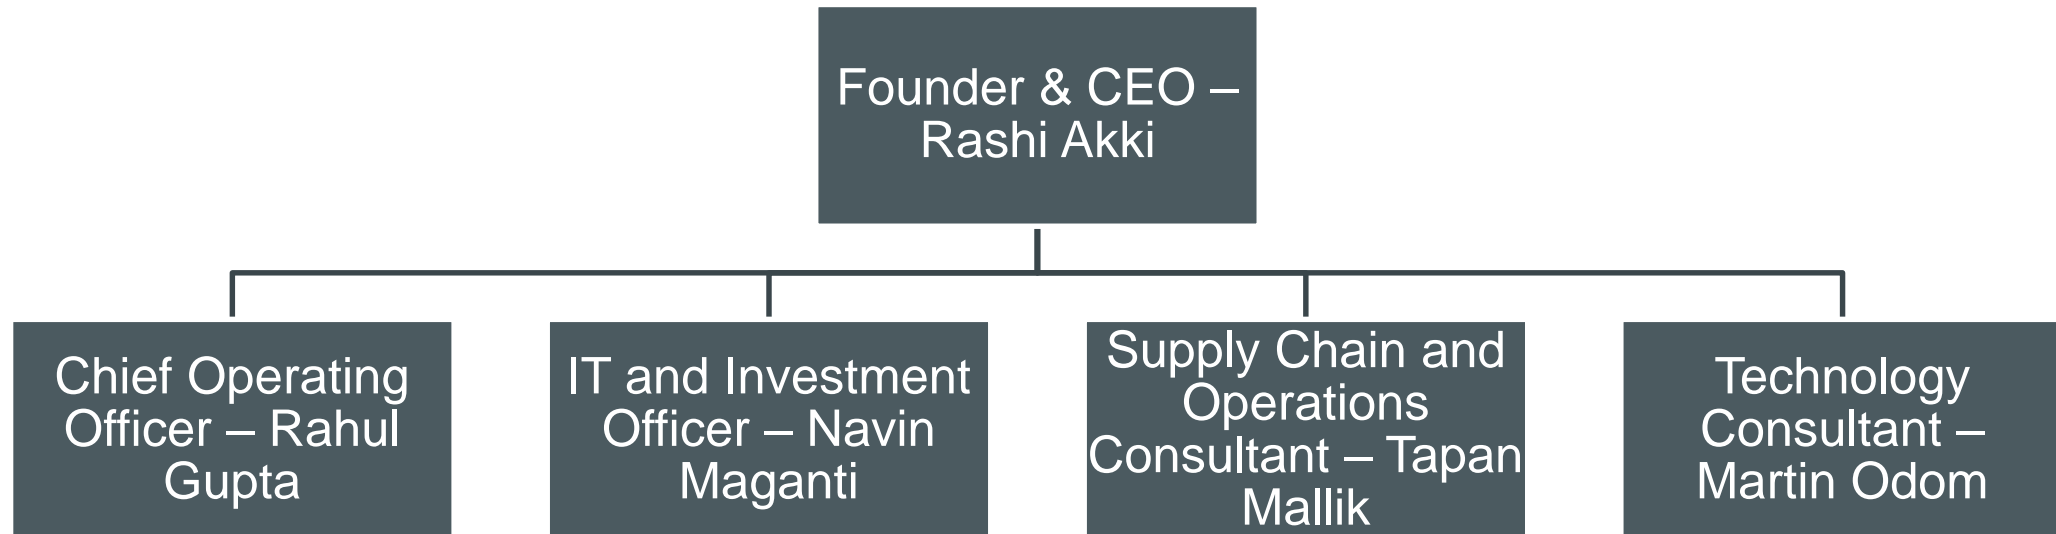 Founder & CEO –
Rashi Akki
Chief Operating
Officer – Rahul
Gupta
IT and Investment
Officer – Navin
Maganti
Supply Chain and
Operations
Consultant – Tapan
Mallik
Technology
Consultant –
Martin Odom